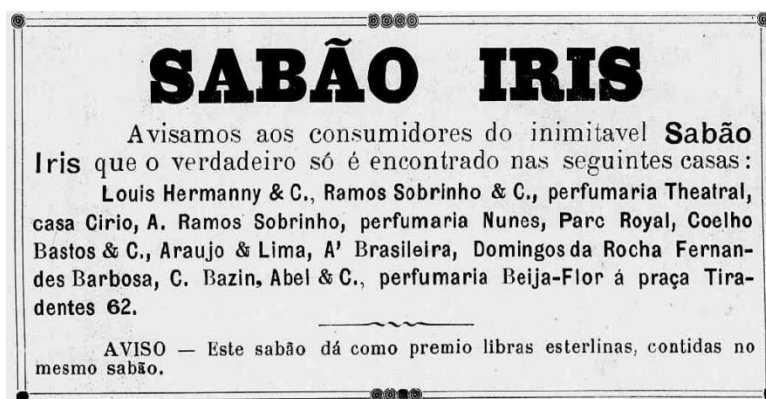 SABÃO IRIS
Avisamos aos consumidores do inimitavel Sabão
Iris que o verdadeiro só é encontrado nas seguintes casas :
Louis Hermanny & C., Ramos Sobrinho & C., perfumaria Theatral,
casa Cirio, A. Ramos Sobrinho, perfumaria Nunes, Parc Royal, Coelho
Bastos & C., Araujo & Lima, A' Brasileira, Domingos da Rocha Fernan-
des Barbosa, C. Bazin, Abel & C., perfumaria Beija-Flor á praça Tira-
dentes 62.
AVISO — Este sabão dá como premio libras esterlinas, contidas no
mesmo sabão.